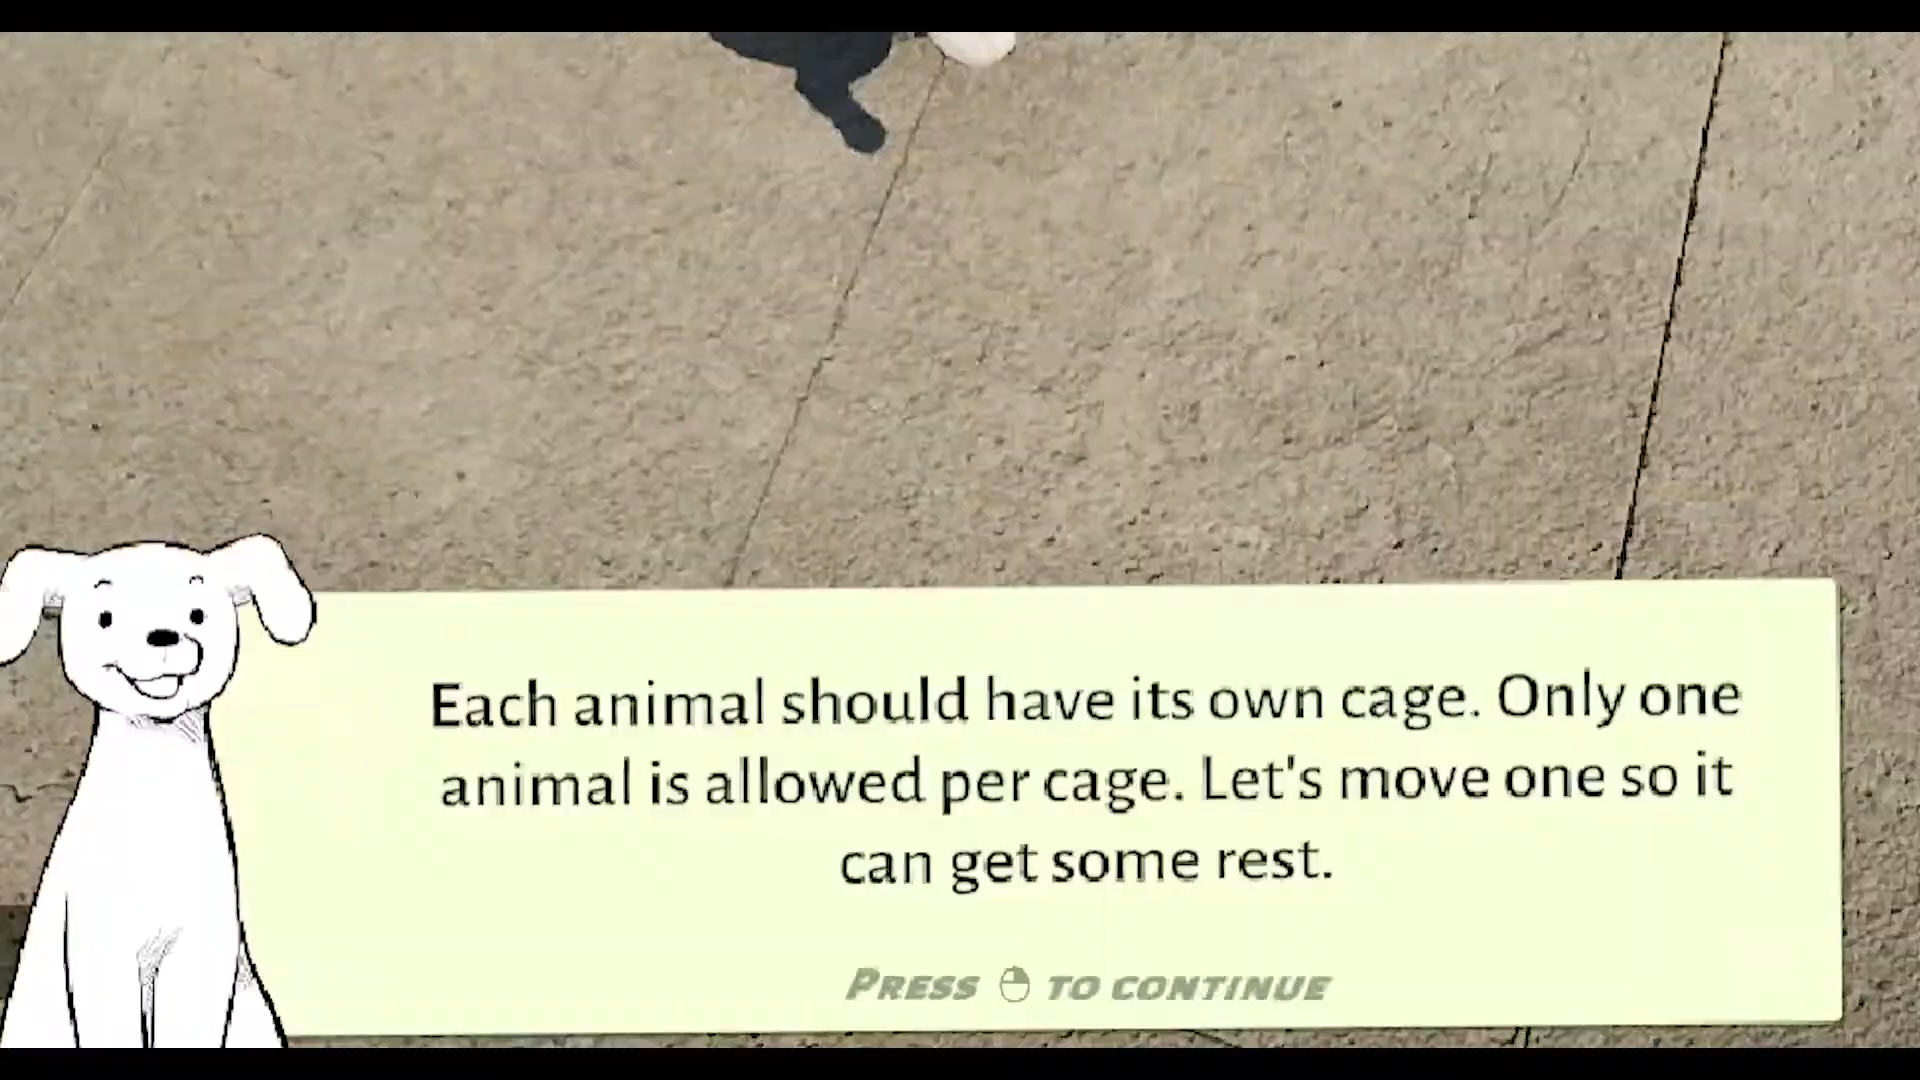 Each animal should have its own cage. Only one
animal is allowed per cage. Let's move one so it
can get some rest.
PRESS TO CONTINUE